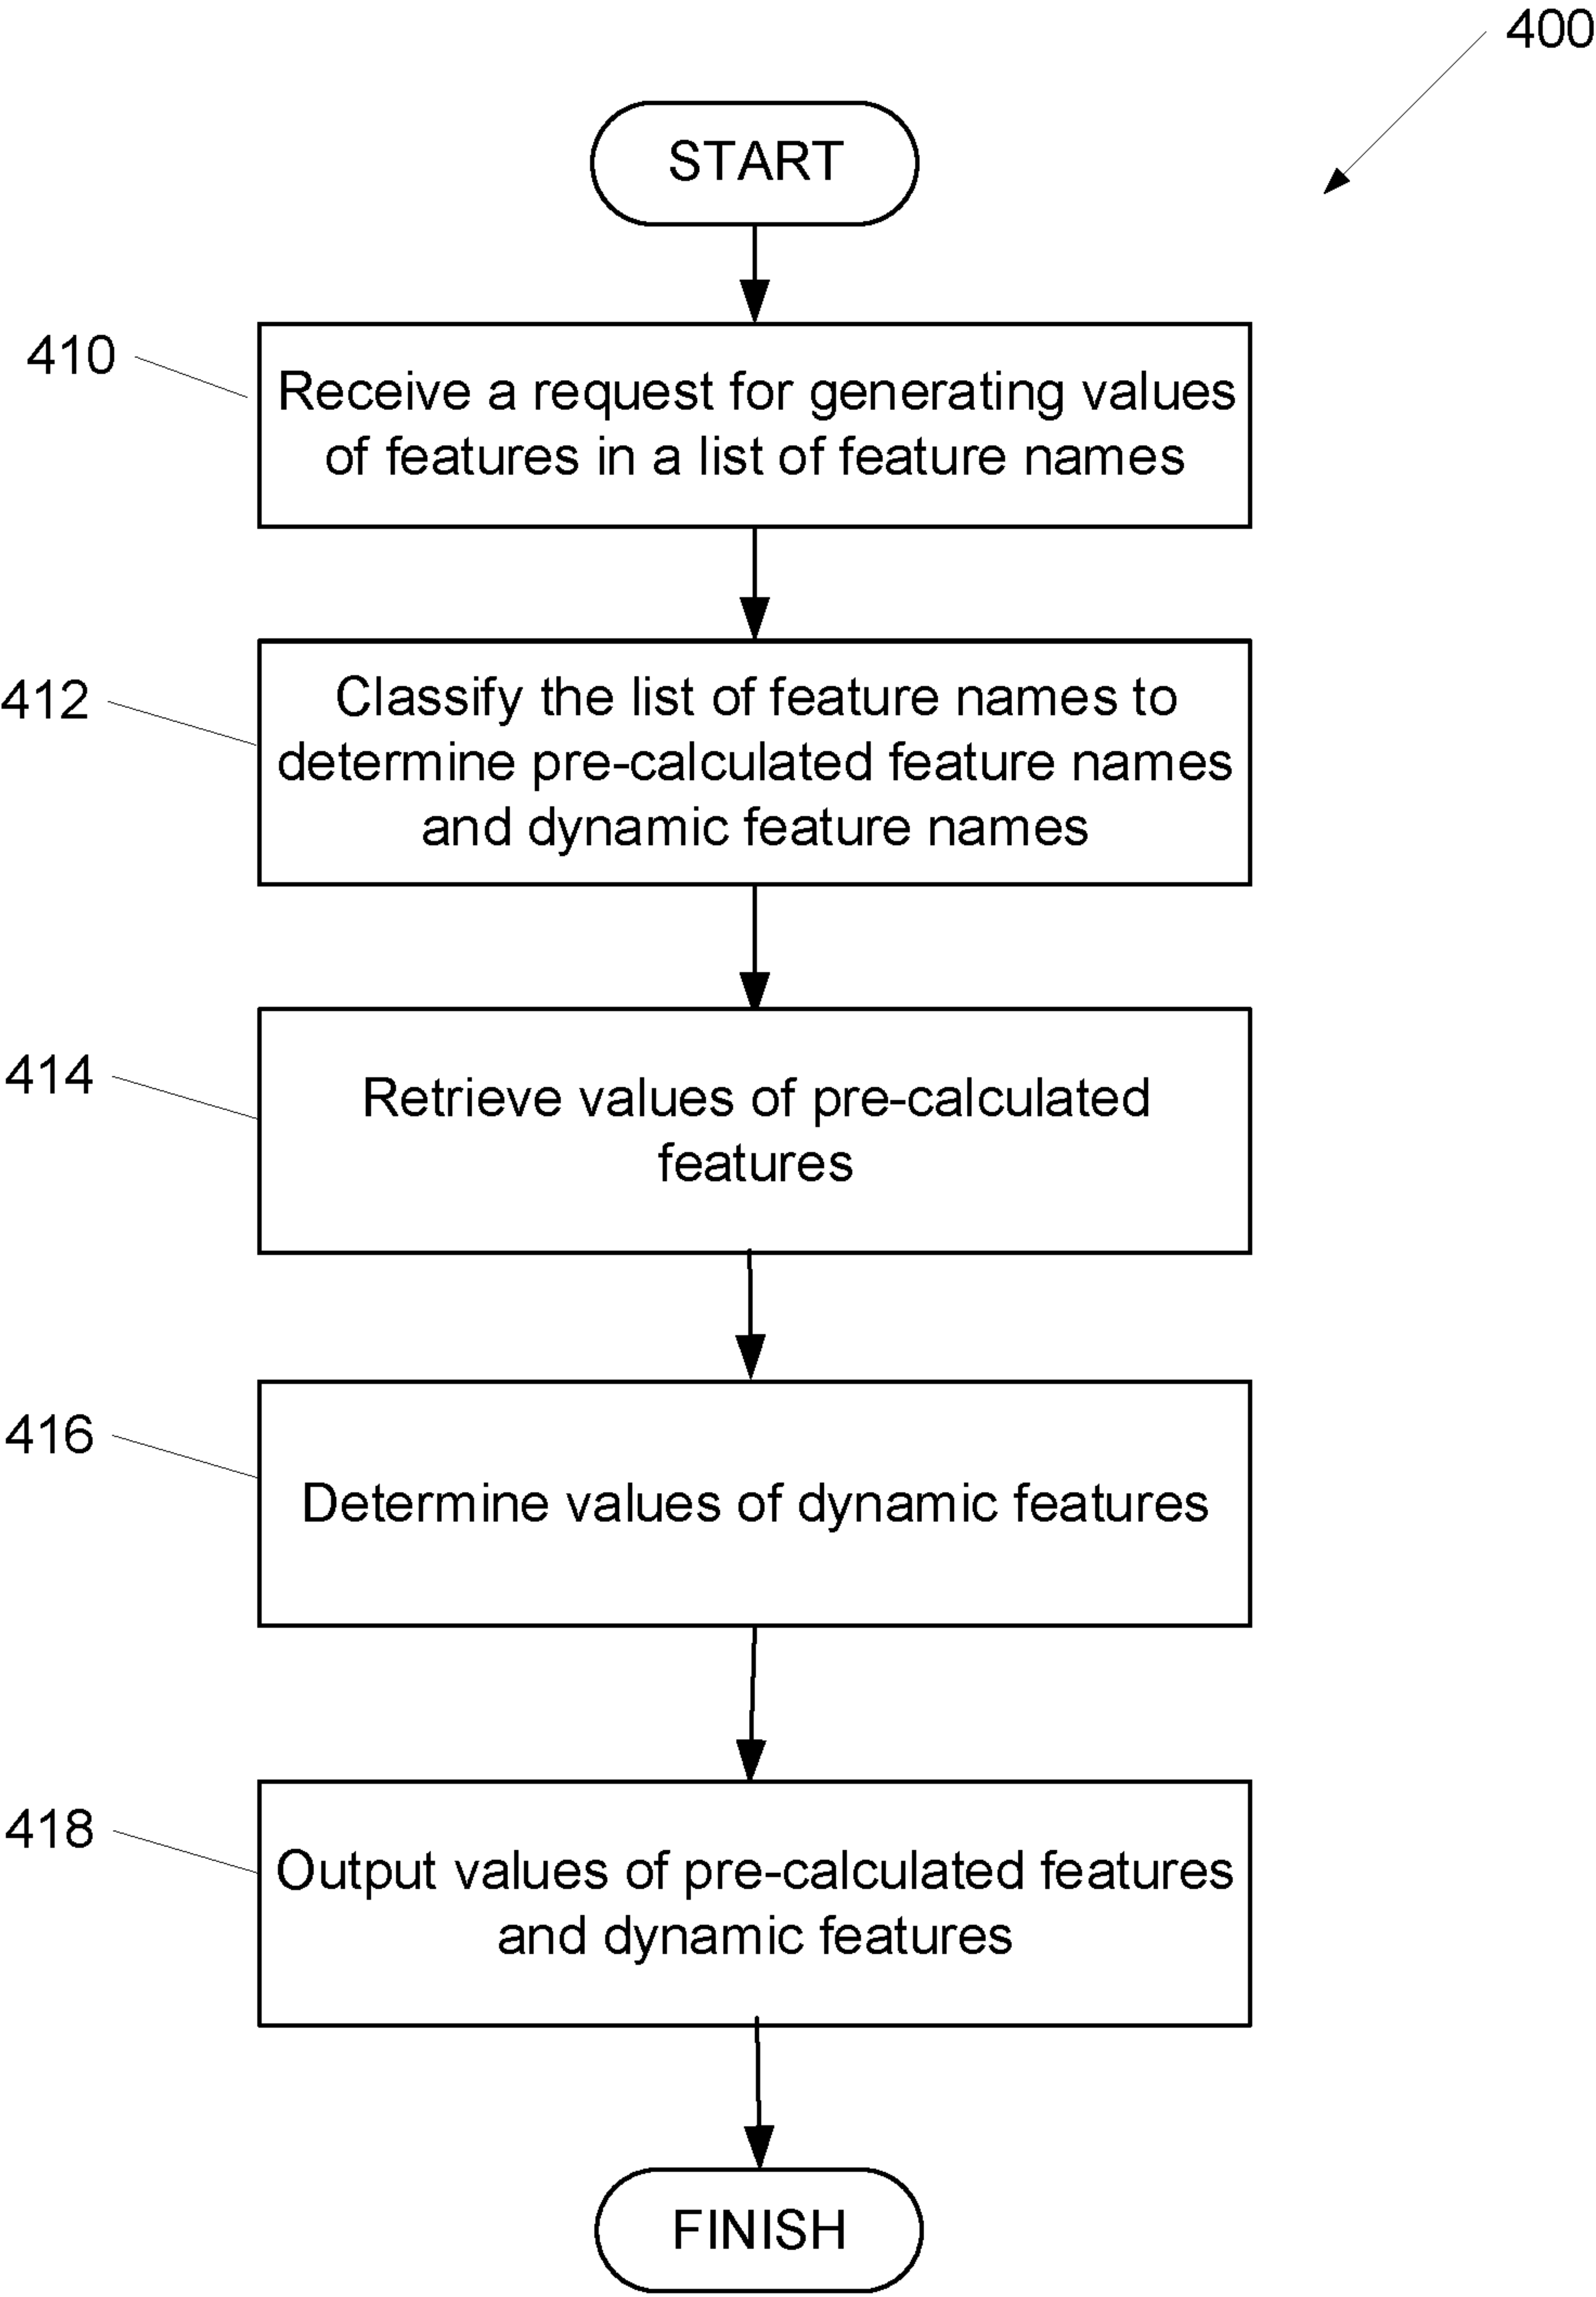 400
START
410
Receive a request for generating values
of features in a list of feature names
412
Classify the list of feature names to
determine pre-calculated feature names
and dynamic feature names
414
Retrieve values of pre-calculated
features
416
Determine values of dynamic features
418
Output values of pre-calculated features
and dynamic features
FINISH